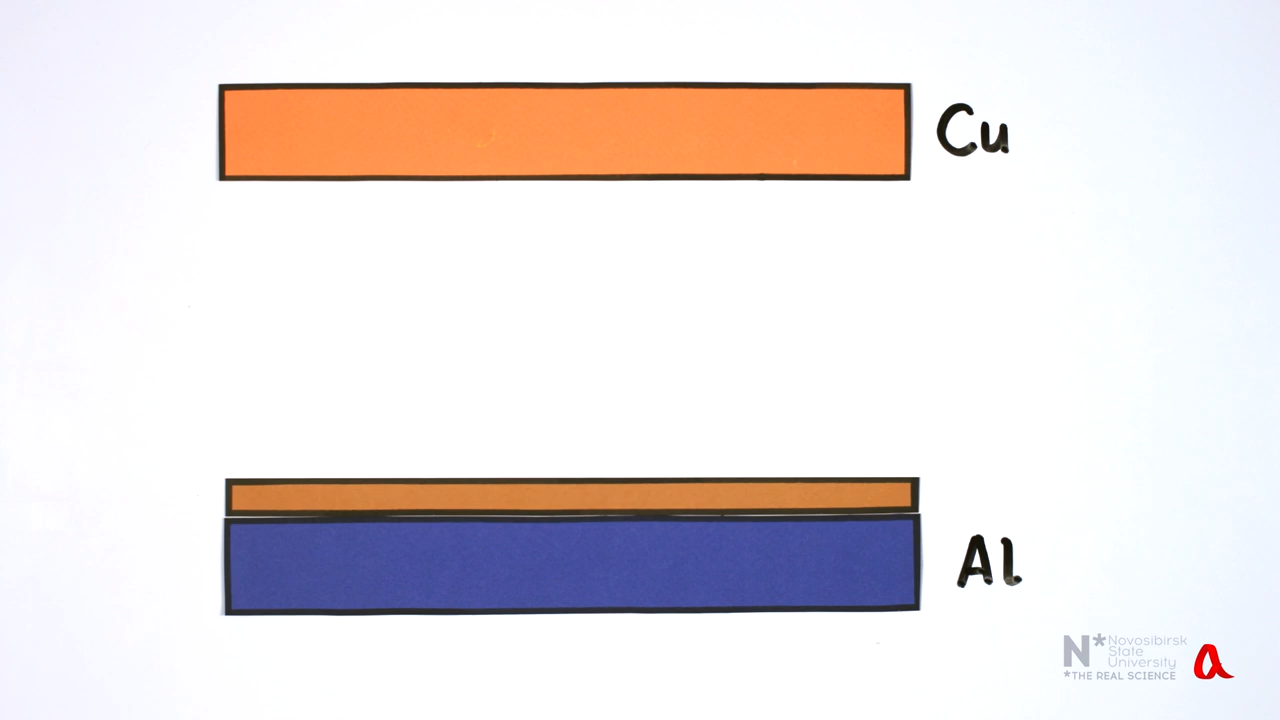 Cu
Al
N* Novosibirsk
State
University
*THE REAL SCIENCE
a